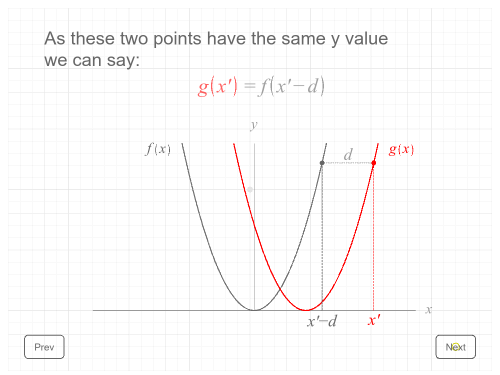 As these two points have the same y value
we can say:
g(x′) = f(x′−d)
y
f(x)
d
g(x)
x′−d
x′
x
Prev
Next